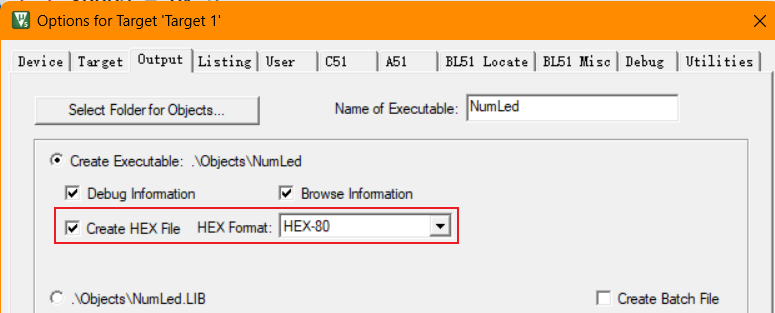 Options for Target 'Target 1'
Device Target Output Listing User C51 A51 BL51 Locate BL51 Misc Debug Utilities
Select Folder for Objects... Name of Executable: NumLed
Create Executable: .\Objects\NumLed
Debug Information Browse Information
Create HEX File HEX Format: HEX-80
.\Objects\NumLed.LIB Create Batch File